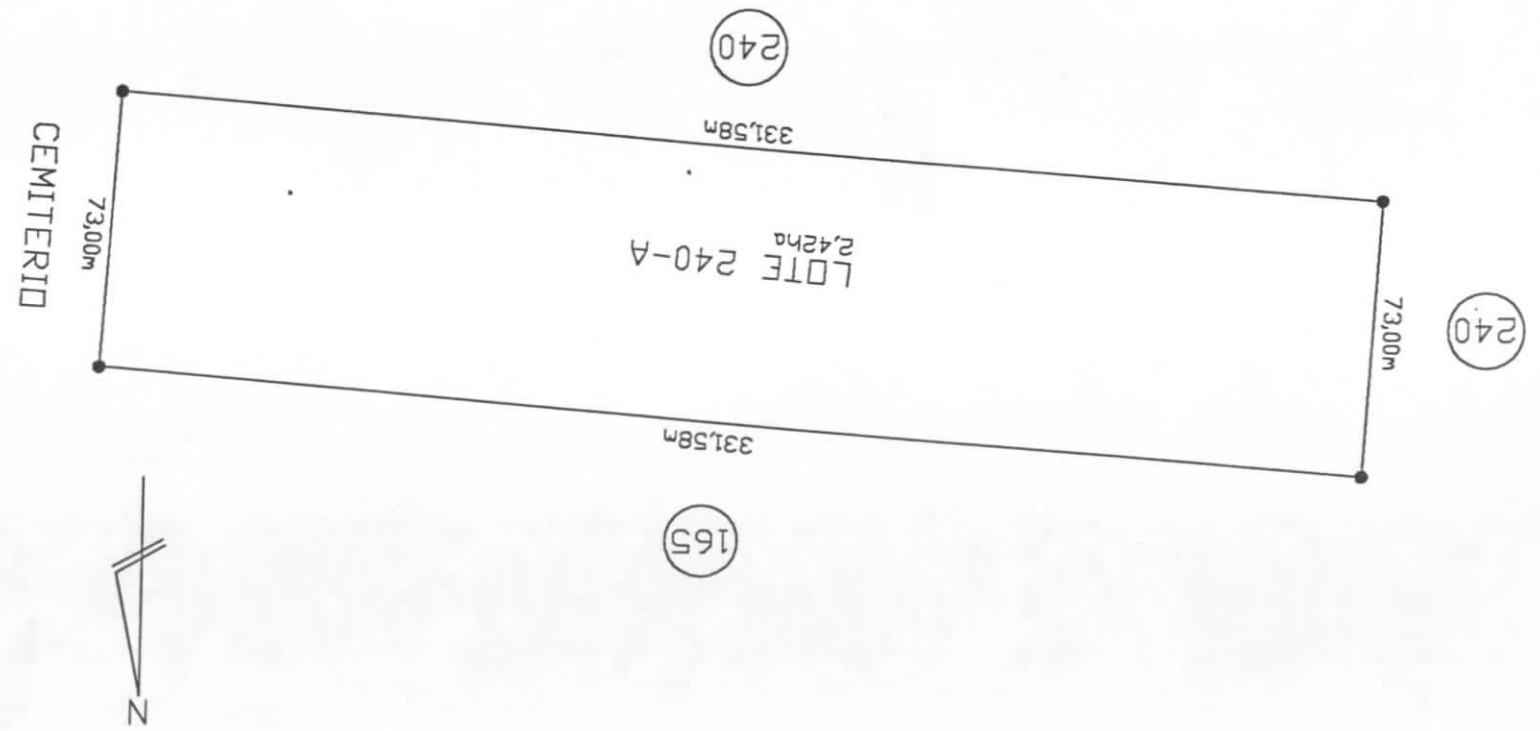 N
165
331,58m
73,00m
240
LOTE 240-A
2,42ha
73,00m
CEMITERIO
331,58m
240